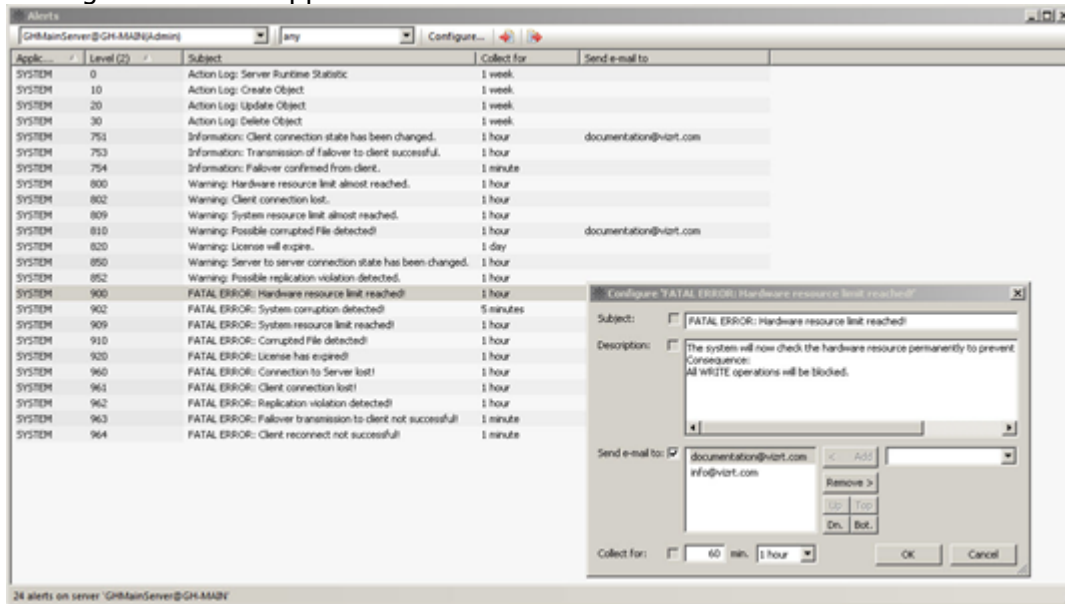 Alerts
GHMainServer@GH-MAIN(Admin) any Configure...
Applic... Level (2) Subject Collect for Send e-mail to
SYSTEM 0 Action Log: Server Runtime Statistic 1 week
SYSTEM 10 Action Log: Create Object 1 week
SYSTEM 20 Action Log: Update Object 1 week
SYSTEM 30 Action Log: Delete Object 1 week
SYSTEM 751 Information: Client connection state has been changed. 1 hour documentation@vizrt.com
SYSTEM 753 Information: Transmission of failover to client successful. 1 hour
SYSTEM 754 Information: Failover confirmed from client. 1 minute
SYSTEM 800 Warning: Hardware resource limit almost reached. 1 hour
SYSTEM 802 Warning: Client connection lost. 1 hour
SYSTEM 809 Warning: System resource limit almost reached. 1 hour
SYSTEM 810 Warning: Possible corrupted File detected! 1 hour documentation@vizrt.com
SYSTEM 820 Warning: License will expire. 1 day
SYSTEM 850 Warning: Server to server connection state has been changed. 1 hour
SYSTEM 852 Warning: Possible replication violation detected. 1 hour
SYSTEM 900 FATAL ERROR: Hardware resource limit reached! 1 hour
SYSTEM 902 FATAL ERROR: System corruption detected! 5 minutes
SYSTEM 909 FATAL ERROR: System resource limit reached! 1 hour
SYSTEM 910 FATAL ERROR: Corrupted File detected! 1 hour
SYSTEM 920 FATAL ERROR: License has expired! 1 hour
SYSTEM 960 FATAL ERROR: Connection to Server lost! 1 hour
SYSTEM 961 FATAL ERROR: Client connection lost! 1 hour
SYSTEM 962 FATAL ERROR: Replication violation detected! 1 hour
SYSTEM 963 FATAL ERROR: Failover transmission to client not successful! 1 minute
SYSTEM 964 FATAL ERROR: Client reconnect not successful! 1 minute
Configure 'FATAL ERROR: Hardware resource limit reached!'
Subject: FATAL ERROR: Hardware resource limit reached!
Description: The system will now check the hardware resource permanently to prevent
Consequence:
All WRITE operations will be blocked.
Send e-mail to: documentation@vizrt.com < Add
info@vizrt.com
Remove >
Up Top
Dn. Bot.
Collect for: 60 min. 1 hour OK Cancel
24 alerts on server 'GHMainServer@GH-MAIN'